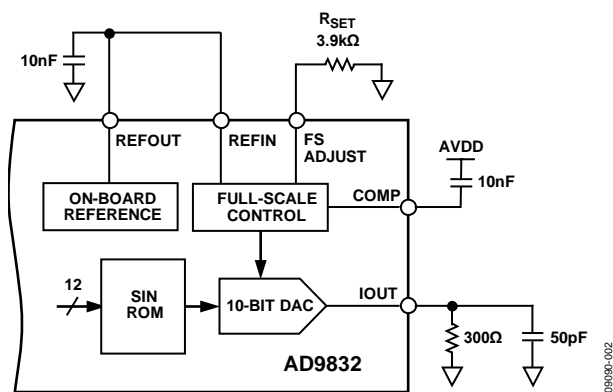 R_SET
3.9kΩ
10nF
REFOUT
REFIN
FS
ADJUST
AVDD
10nF
ON-BOARD
REFERENCE
FULL-SCALE
CONTROL
COMP
12
SIN
ROM
10-BIT DAC
IOUT
300Ω
50pF
AD9832
09090-002